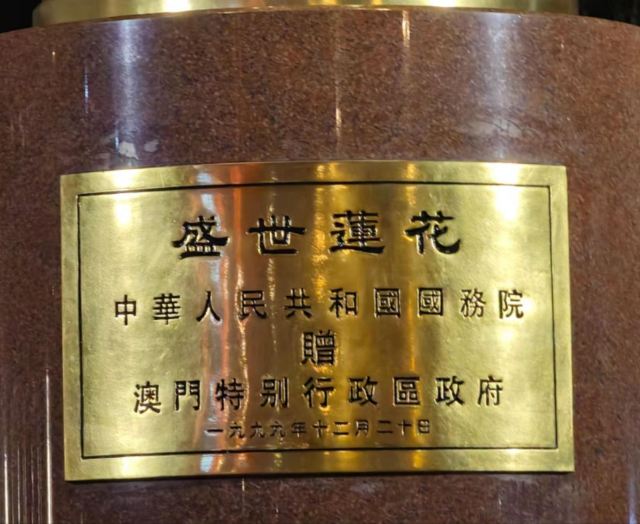 盛世蓮花
中華人民共和國國務院
贈
澳門特別行政區政府
一九九九年十二月二十日